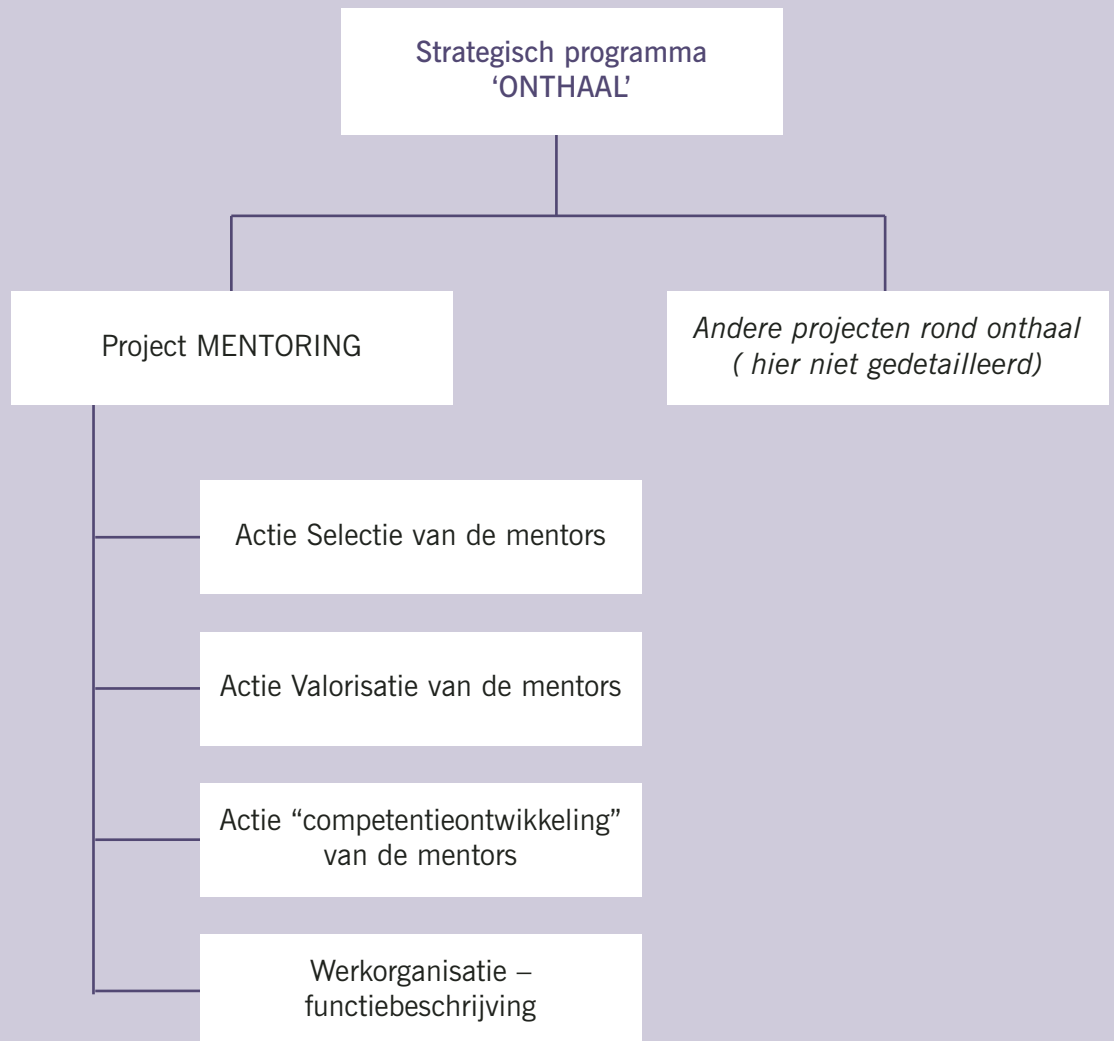 Strategisch programma
‘ONTHAAL’
Project MENTORING
Andere projecten rond onthaal
( hier niet gedetailleerd)
Actie Selectie van de mentors
Actie Valorisatie van de mentors
Actie “competentieontwikkeling”
van de mentors
Werkorganisatie –
functiebeschrijving